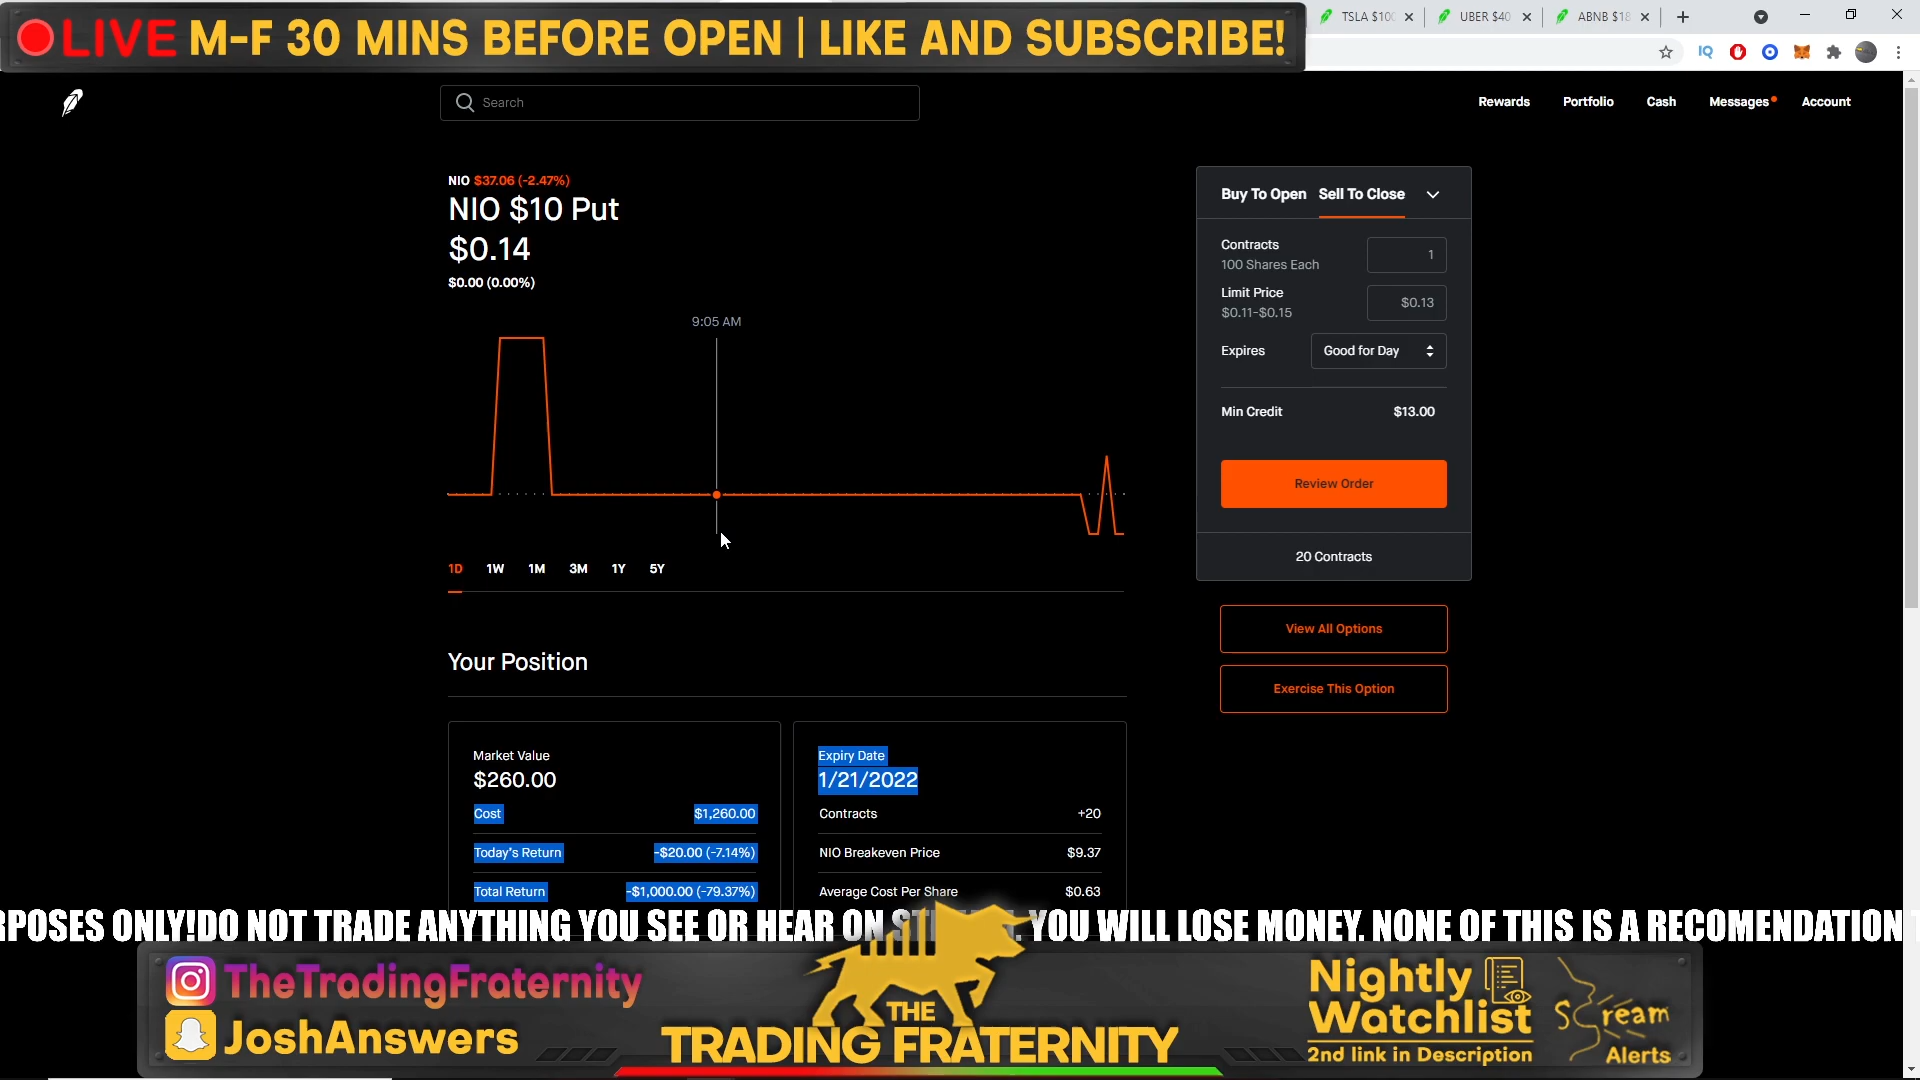 LIVE M-F 30 MINS BEFORE OPEN | LIKE AND SUBSCRIBE!
TSLA $100
UBER $40
ABNB $18
IQ
Search
Rewards
Portfolio
Cash
Messages
Account
NIO $37.06 (-2.47%)
NIO $10 Put
$0.14
$0.00 (0.00%)
9:05 AM
1D 1W 1M 3M 1Y 5Y
Buy To Open Sell To Close
Contracts 1
100 Shares Each
Limit Price $0.13
$0.11-$0.15
Expires Good for Day
Min Credit $13.00
Review Order
20 Contracts
View All Options
Exercise This Option
Your Position
Market Value
$260.00
Cost $1,260.00
Today's Return -$20.00 (-7.14%)
Total Return -$1,000.00 (-79.37%)
Expiry Date
1/21/2022
Contracts +20
NIO Breakeven Price $9.37
Average Cost Per Share $0.63
RPOSES ONLY!DO NOT TRADE ANYTHING YOU SEE OR HEAR ON YOU WILL LOSE MONEY. NONE OF THIS IS A RECOMENDATION
TheTradingFraternity
JoshAnswers
THE
TRADING FRATERNITY
Nightly
Watchlist
2nd link in Description
Scream
Alerts